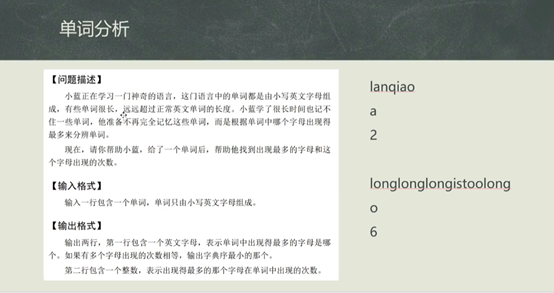 单词分析
【问题描述】
小蓝正在学习一门神奇的语言，这门语言中的单词都是由小写英文字母组
成，有些单词很长，远远超过正常英文单词的长度。小蓝学了很长时间也记不
住一些单词，他准备不再完全记忆这些单词，而是根据单词中哪个字母出现得
最多来分辨单词。
现在，请你帮助小蓝，给了一个单词后，帮助他找到出现最多的字母和这
个字母出现的次数。
【输入格式】
输入一行包含一个单词，单词只由小写英文字母组成。
【输出格式】
输出两行，第一行包含一个英文字母，表示单词中出现得最多的字母是哪
个。如果有多个字母出现的次数相等，输出字典序最小的那个。
第二行包含一个整数，表示出现得最多的那个字母在单词中出现的次数。
lanqiao
a
2
longlonglongistoolong
o
6